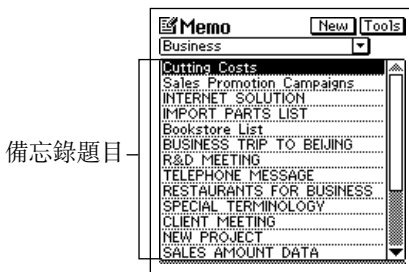 Memo New Tools
Business
Cutting Costs
Sales Promotion Campaigns
INTERNET SOLUTION
IMPORT PARTS LIST
Bookstore List
BUSINESS TRIP TO BEIJING
R&D MEETING
TELEPHONE MESSAGE
RESTAURANTS FOR BUSINESS
SPECIAL TERMINOLOGY
CLIENT MEETING
NEW PROJECT
SALES AMOUNT DATA
備忘錄題目